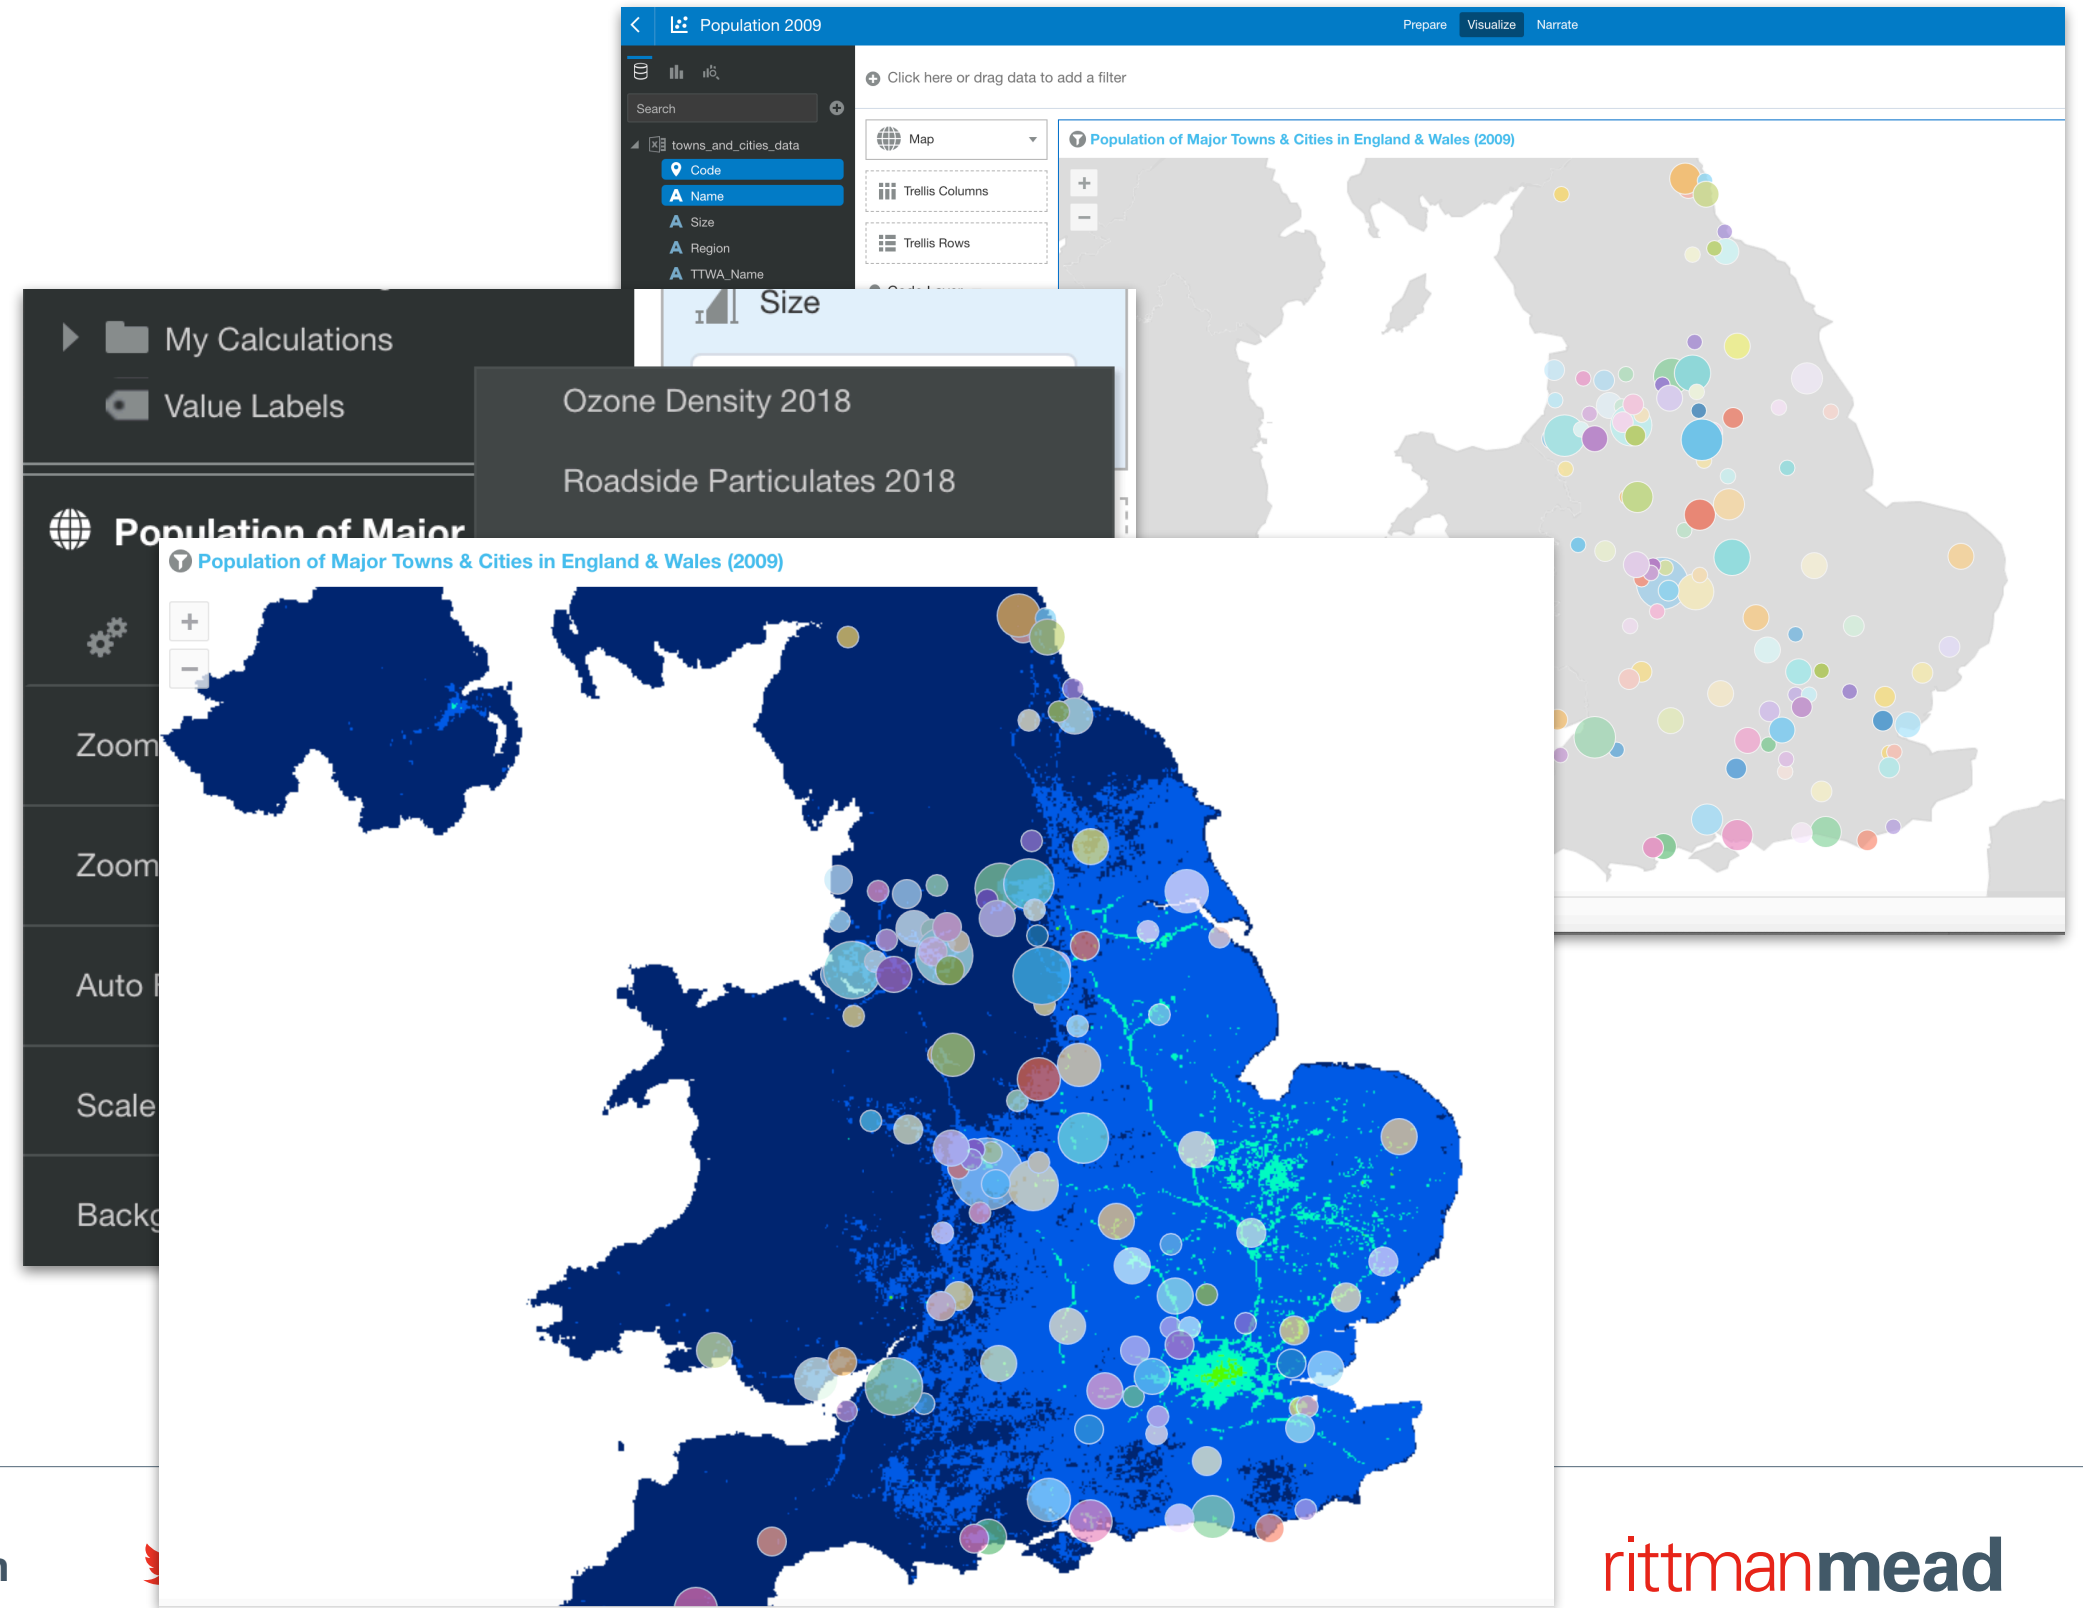 Population 2009
Prepare
Visualize
Narrate
Search
Click here or drag data to add a filter
towns_and_cities_data
Code
Name
Size
Region
TTWA_Name
Map
Trellis Columns
Trellis Rows
Population of Major Towns & Cities in England & Wales (2009)
+
−
My Calculations
Value Labels
Size
Ozone Density 2018
Roadside Particulates 2018
Population of Major
Zoom
Zoom
Auto
Scale
Population of Major Towns & Cities in England & Wales (2009)
+
−
rittmanmead